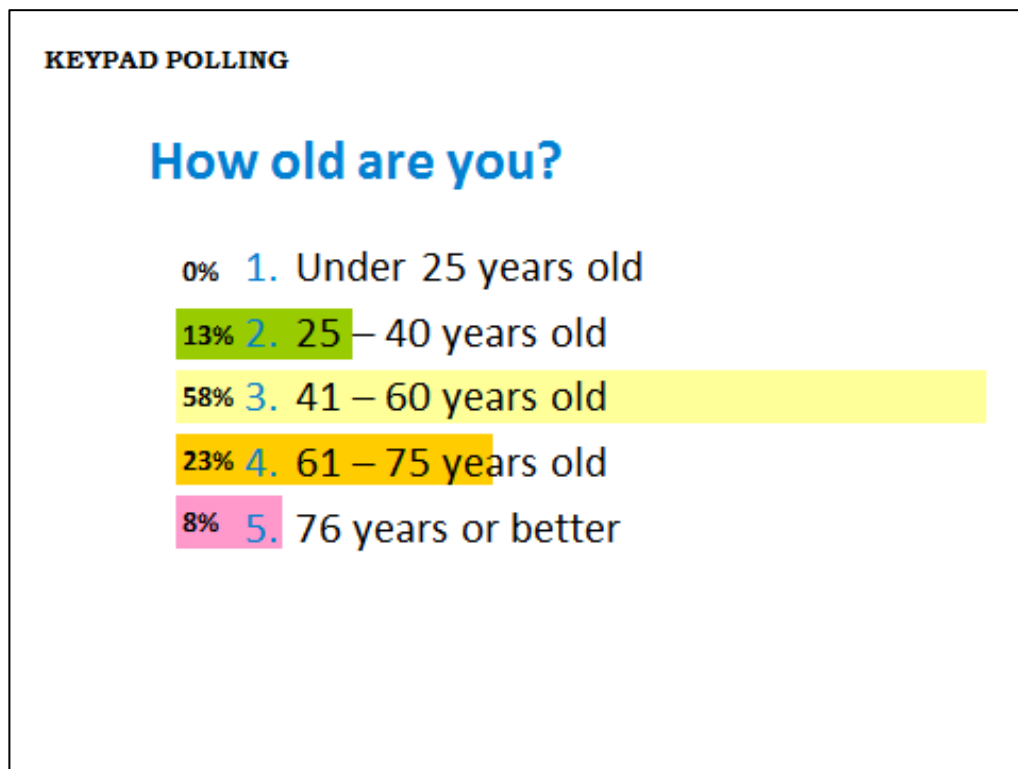 KEYPAD POLLING
How old are you?
0% 1. Under 25 years old
13% 2. 25 – 40 years old
58% 3. 41 – 60 years old
23% 4. 61 – 75 years old
8% 5. 76 years or better